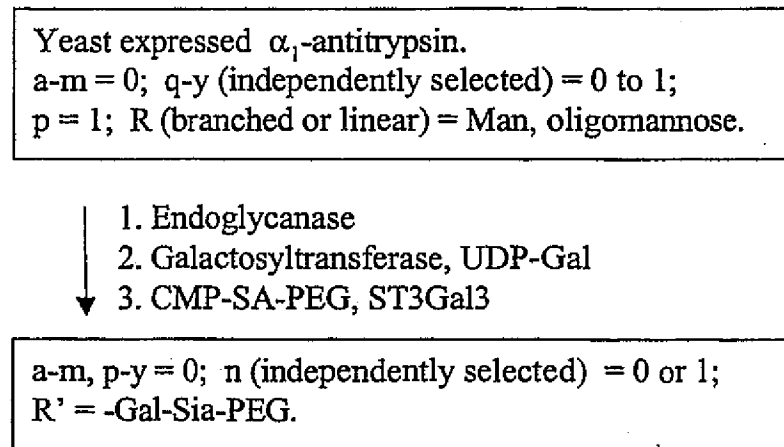 Yeast expressed α₁-antitrypsin.
a-m = 0; q-y (independently selected) = 0 to 1;
p = 1; R (branched or linear) = Man, oligomannose.
1. Endoglycanase
2. Galactosyltransferase, UDP-Gal
3. CMP-SA-PEG, ST3Gal3
a-m, p-y = 0; n (independently selected) = 0 or 1;
R’ = -Gal-Sia-PEG.